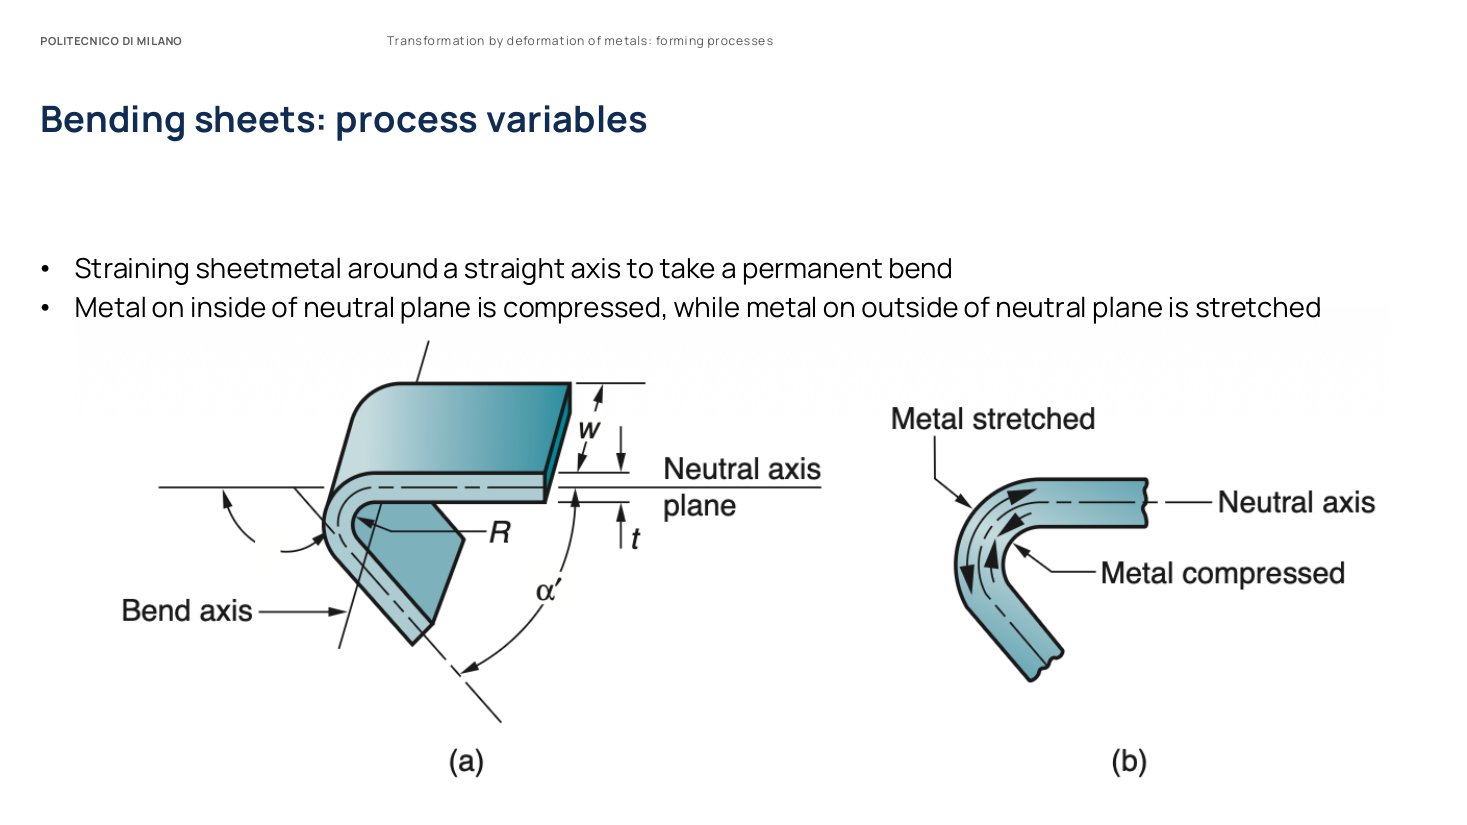 POLITECNICO DI MILANO
Transformation by deformation of metals: forming processes
Bending sheets: process variables
• Straining sheetmetal around a straight axis to take a permanent bend
• Metal on inside of neutral plane is compressed, while metal on outside of neutral plane is stretched
w
Neutral axis
plane
R
t
α′
Bend axis
(a)
Metal stretched
Neutral axis
Metal compressed
(b)